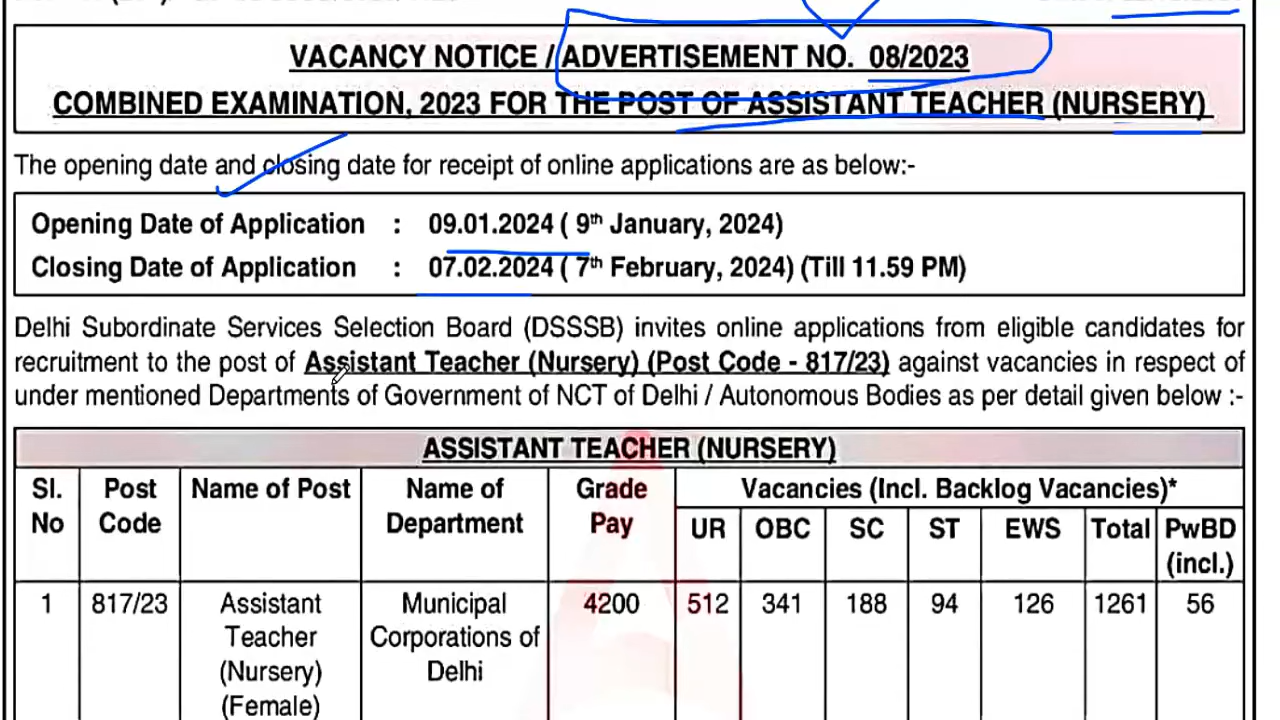 VACANCY NOTICE / ADVERTISEMENT NO. 08/2023
COMBINED EXAMINATION, 2023 FOR THE POST OF ASSISTANT TEACHER (NURSERY)
The opening date and closing date for receipt of online applications are as below:-
Opening Date of Application : 09.01.2024 ( 9th January, 2024)
Closing Date of Application : 07.02.2024 ( 7th February, 2024) (Till 11.59 PM)
Delhi Subordinate Services Selection Board (DSSSB) invites online applications from eligible candidates for
recruitment to the post of Assistant Teacher (Nursery) (Post Code - 817/23) against vacancies in respect of
under mentioned Departments of Government of NCT of Delhi / Autonomous Bodies as per detail given below :-
ASSISTANT TEACHER (NURSERY)
Sl. No Post Code Name of Post Name of Department Grade Pay Vacancies (Incl. Backlog Vacancies)*
UR OBC SC ST EWS Total PwBD (incl.)
1 817/23 Assistant Municipal 4200 512 341 188 94 126 1261 56
Teacher Corporations of
(Nursery) Delhi
(Female)